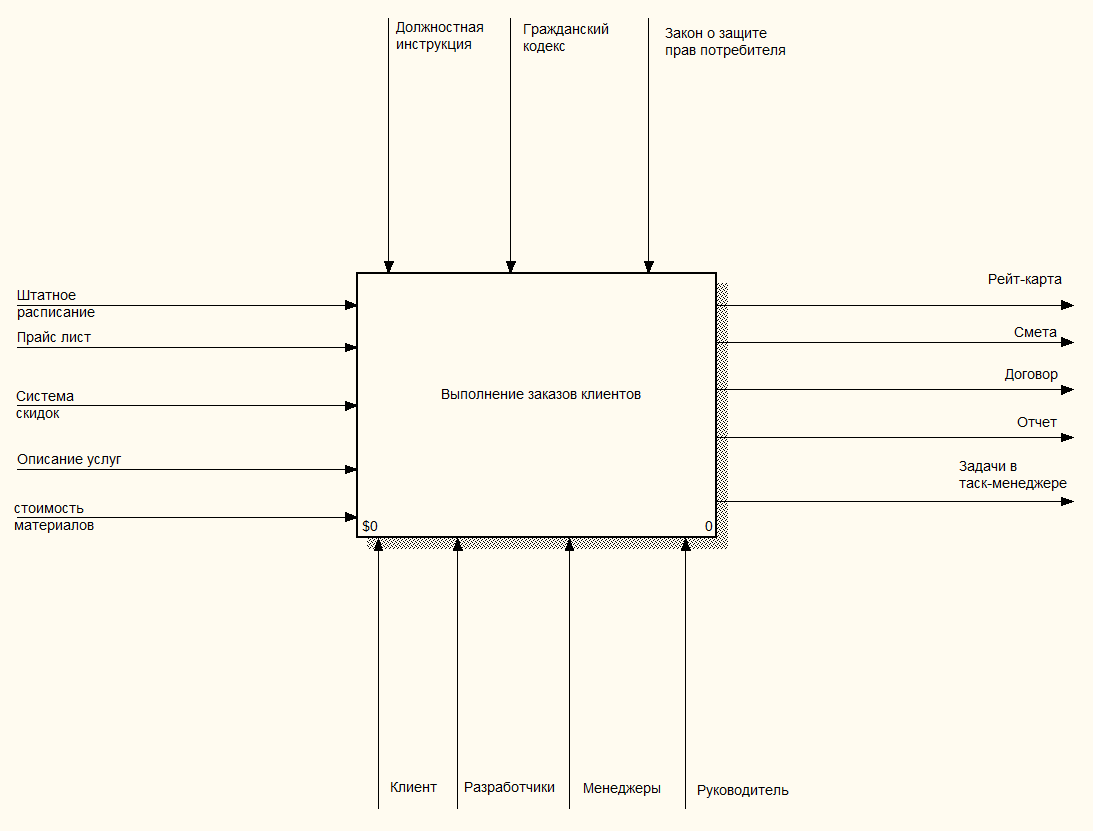 Должностная
инструкция
Гражданский
кодекс
Закон о защите
прав потребителя
Штатное
расписание
Прайс лист
Система
скидок
Описание услуг
стоимость
материалов
Выполнение заказов клиентов
$0
0
Рейт-карта
Смета
Договор
Отчет
Задачи в
таск-менеджере
Клиент
Разработчики
Менеджеры
Руководитель